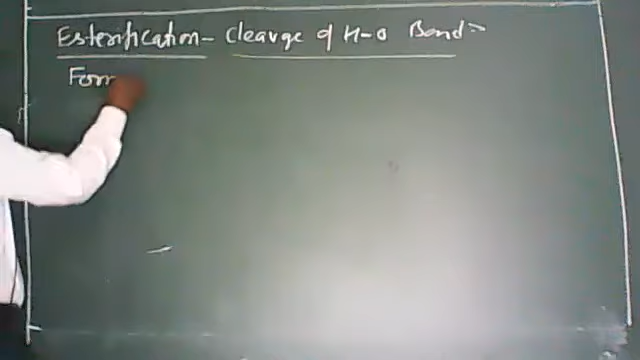 Esterification- Cleavge of H-O Bond=
Form